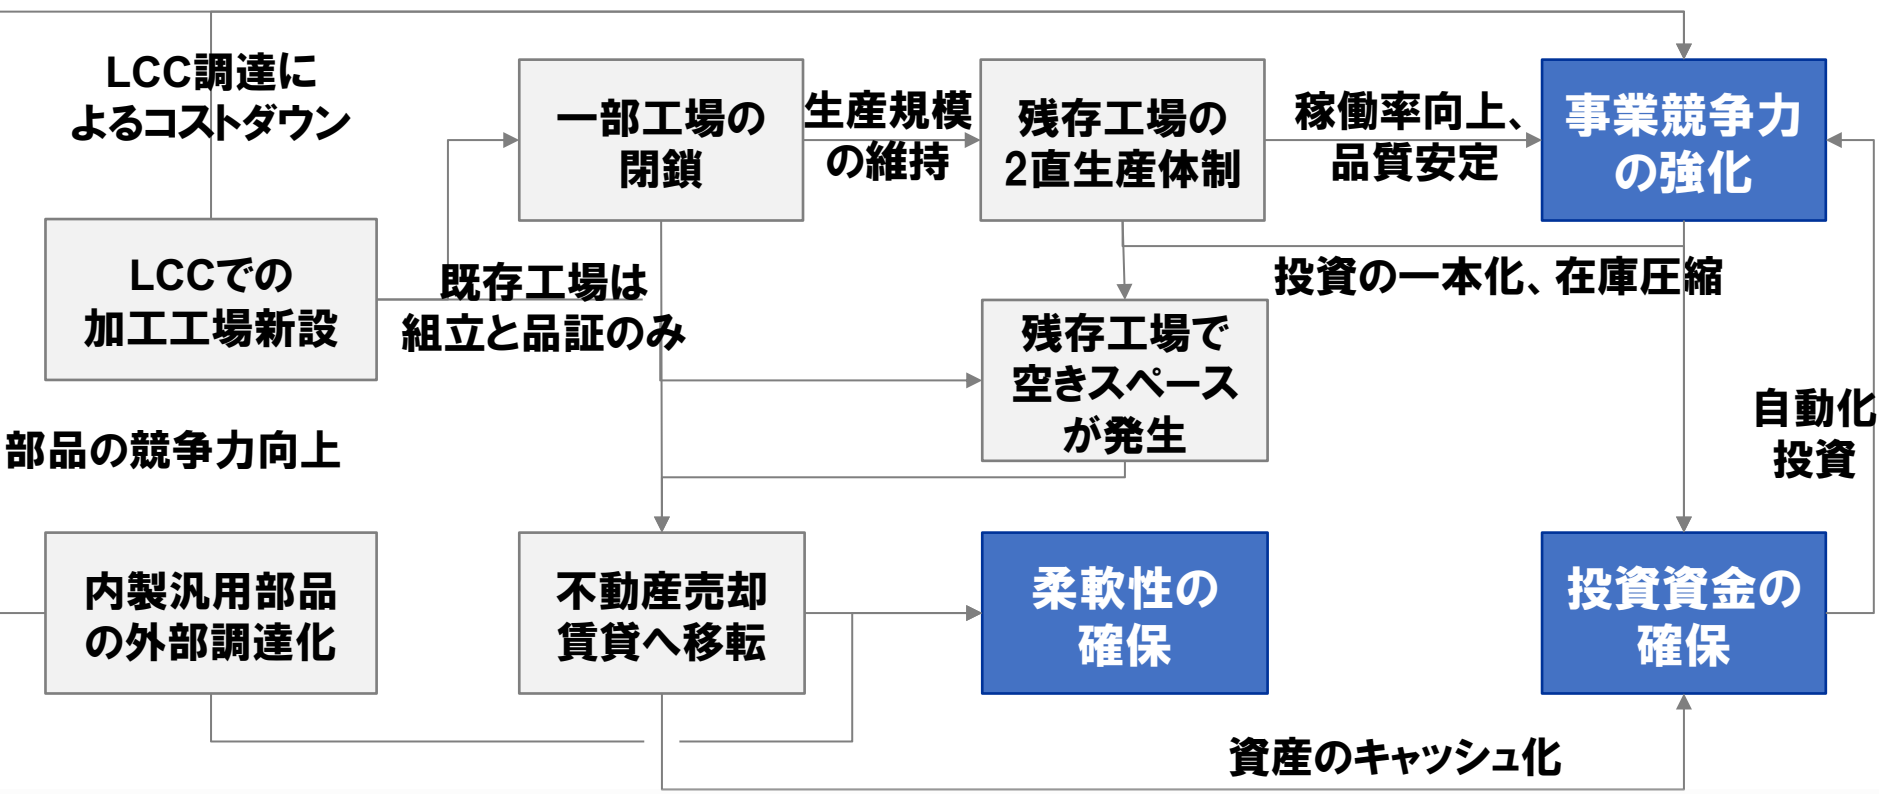 LCC調達に
よるコストダウン
一部工場の
閉鎖
生産規模
の維持
残存工場の
2直生産体制
稼働率向上、
品質安定
事業競争力
の強化
LCCでの
加工工場新設
既存工場は
組立と品証のみ
投資の一本化、在庫圧縮
残存工場で
空きスペース
が発生
自動化
投資
部品の競争力向上
内製汎用部品
の外部調達化
不動産売却
賃貸へ移転
柔軟性の
確保
投資資金の
確保
資産のキャッシュ化